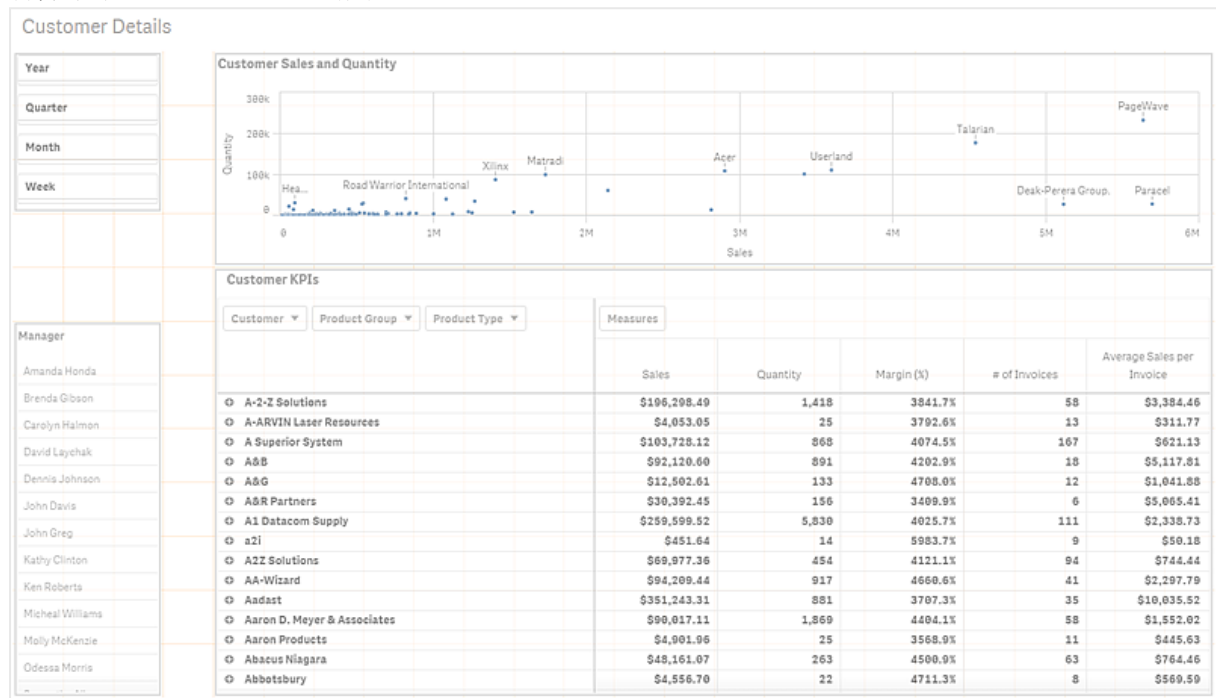 Customer Details
Year
Quarter
Month
Week
Manager
Amanda Honda
Brenda Gibson
Carolyn Halmon
David Laychak
Dennis Johnson
John Davis
John Greg
Kathy Clinton
Ken Roberts
Micheal Williams
Molly McKenzie
Odessa Morris
Customer Sales and Quantity
Quantity
300k
200k
100k
0
PageWave
Talarian
Acer
Userland
Xilinx
Matradi
Hea...
Road Warrior International
Deak-Perera Group.
Paracel
0 1M 2M 3M 4M 5M 6M
Sales
Customer KPIs
Customer Product Group Product Type Measures
Sales Quantity Margin (%) # of Invoices Average Sales per Invoice
A-2-Z Solutions $196,298.49 1,418 3841.7% 58 $3,384.46
A-ARVIN Laser Resources $4,053.05 25 3792.6% 13 $311.77
A Superior System $103,728.12 868 4074.5% 167 $621.13
A&B $92,120.60 891 4202.9% 18 $5,117.81
A&G $12,502.61 133 4708.0% 12 $1,041.88
A&R Partners $30,392.45 156 3409.9% 6 $5,065.41
A1 Datacom Supply $259,599.52 5,830 4025.7% 111 $2,338.73
a2i $451.64 14 5983.7% 9 $50.18
A2Z Solutions $69,977.36 454 4121.1% 94 $744.44
AA-Wizard $94,209.44 917 4660.6% 41 $2,297.79
Aadast $351,243.31 881 3707.3% 35 $10,035.52
Aaron D. Meyer & Associates $90,017.11 1,869 4404.1% 58 $1,552.02
Aaron Products $4,901.96 25 3568.9% 11 $445.63
Abacus Niagara $48,161.07 263 4500.9% 63 $764.46
Abbotsbury $4,556.70 22 4711.3% 8 $569.59